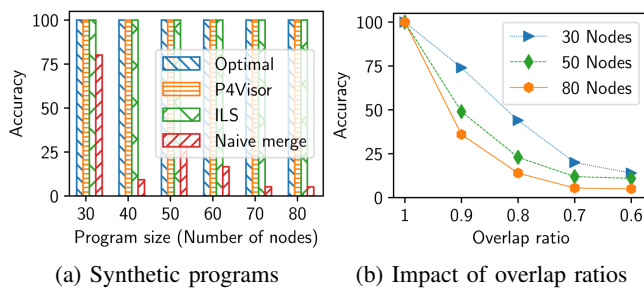 100
75
50
25
0
Accuracy
Optimal
P4Visor
ILS
Naive merge
30 40 50 60 70 80
Program size (Number of nodes)
(a) Synthetic programs
100
75
50
25
0
Accuracy
30 Nodes
50 Nodes
80 Nodes
1 0.9 0.8 0.7 0.6
Overlap ratio
(b) Impact of overlap ratios